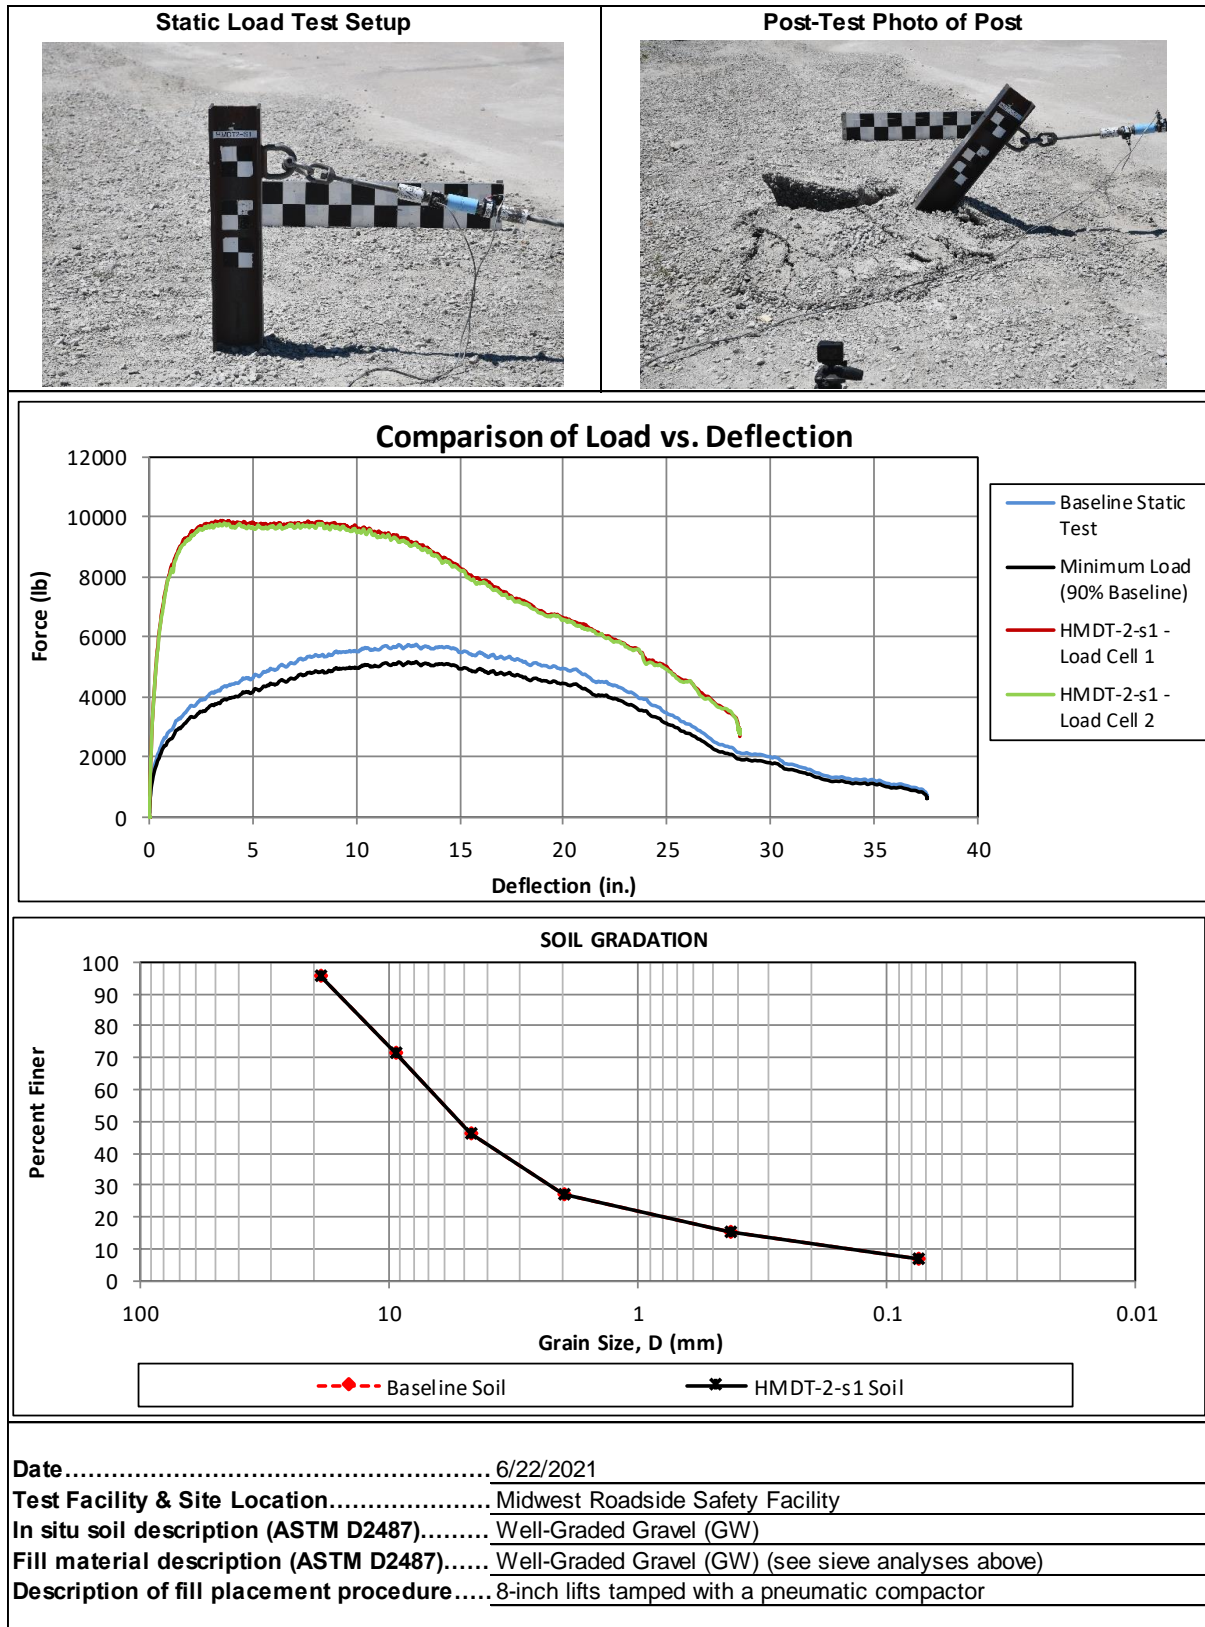 Static Load Test Setup
Post-Test Photo of Post
HMDT2-S1
Comparison of Load vs. Deflection
12000
10000
8000
6000
4000
2000
0
Force (lb)
0 5 10 15 20 25 30 35 40
Deflection (in.)
Baseline Static
Test
Minimum Load
(90% Baseline)
HMDT-2-s1 -
Load Cell 1
HMDT-2-s1 -
Load Cell 2
SOIL GRADATION
100
90
80
70
60
50
40
30
20
10
0
Percent Finer
100 10 1 0.1 0.01
Grain Size, D (mm)
Baseline Soil
HMDT-2-s1 Soil
Date...................................................... 6/22/2021
Test Facility & Site Location..................... Midwest Roadside Safety Facility
In situ soil description (ASTM D2487)......... Well-Graded Gravel (GW)
Fill material description (ASTM D2487)...... Well-Graded Gravel (GW) (see sieve analyses above)
Description of fill placement procedure..... 8-inch lifts tamped with a pneumatic compactor